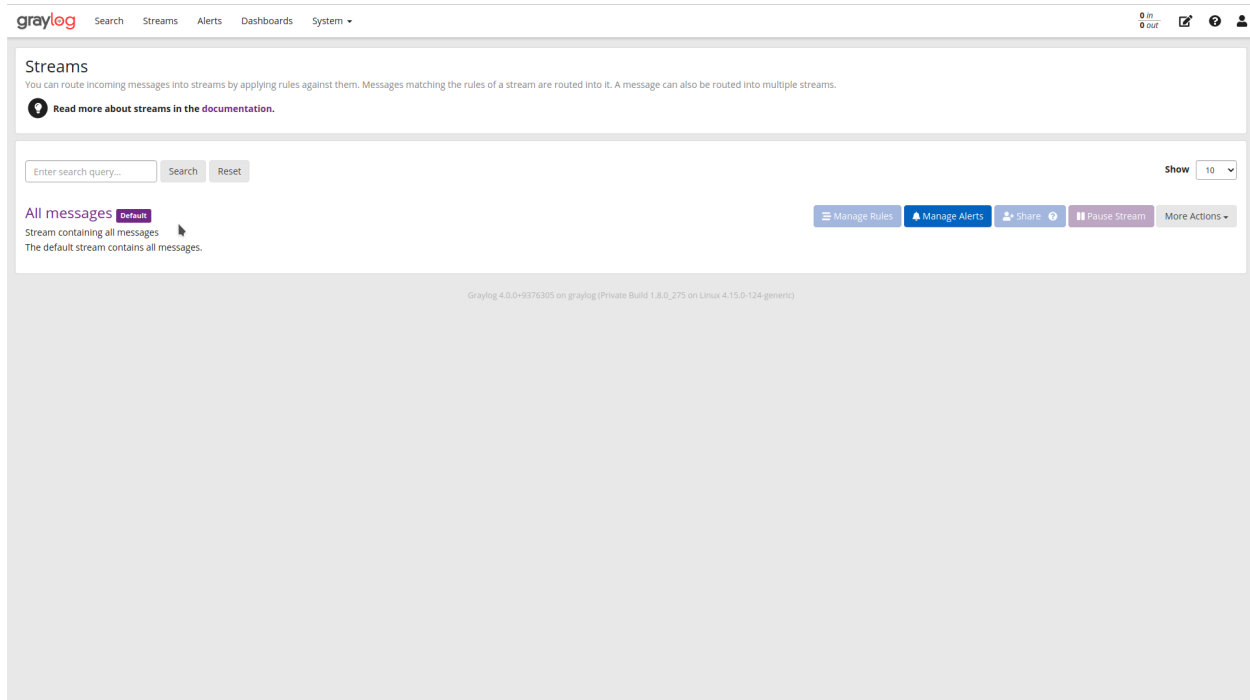 graylog Search Streams Alerts Dashboards System 0 in
0 out
Streams
You can route incoming messages into streams by applying rules against them. Messages matching the rules of a stream are routed into it. A message can also be routed into multiple streams.
Read more about streams in the documentation.
Enter search query... Search Reset Show 10
All messages Default Manage Rules Manage Alerts Share Pause Stream More Actions
Stream containing all messages
The default stream contains all messages.
Graylog 4.0.0+9376305 on graylog (Private Build 1.8.0_275 on Linux 4.15.0-124-generic)